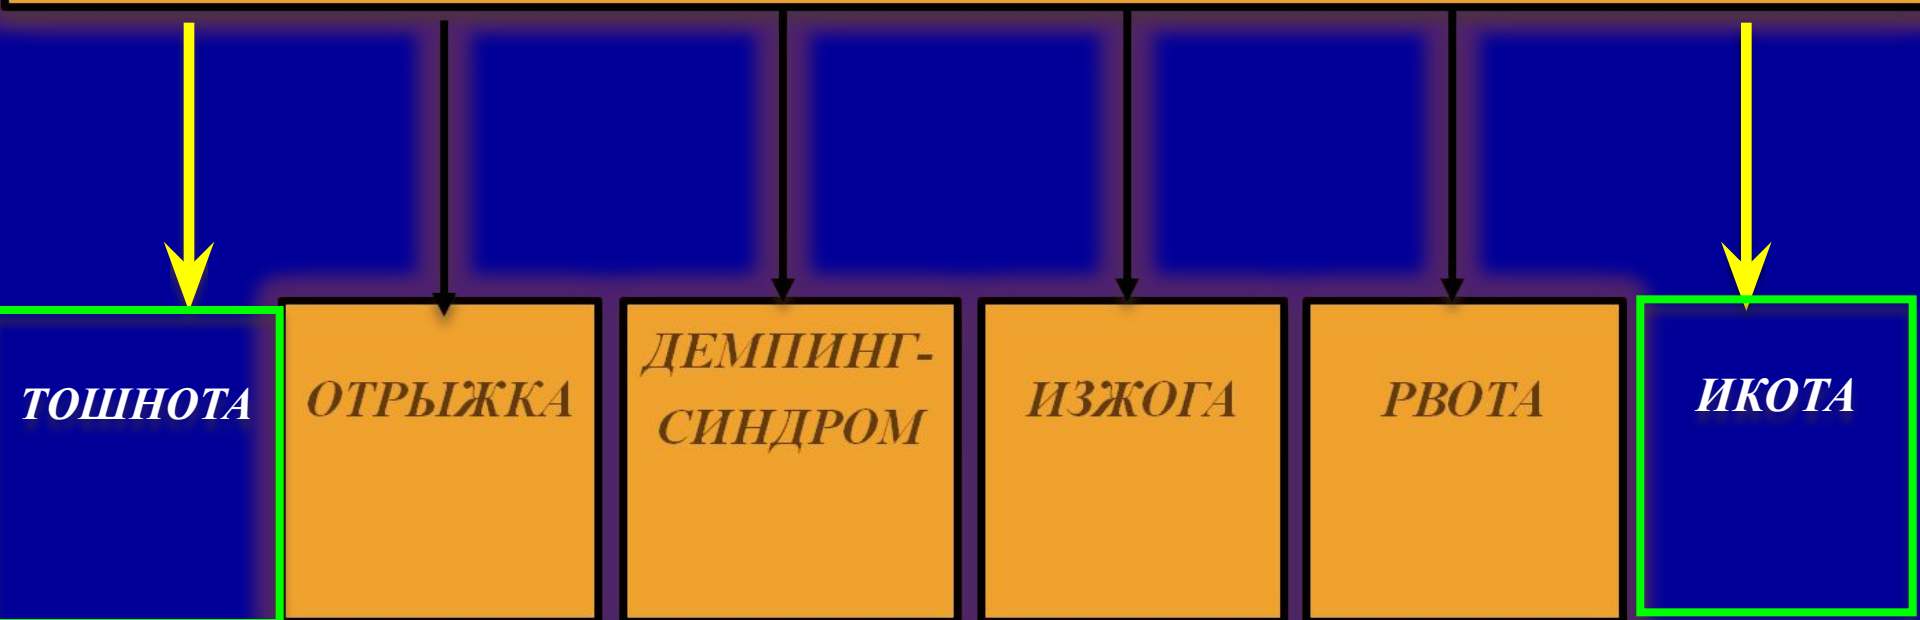 ТОШНОТА
ОТРЫЖКА
ДЕМПИНГ-
СИНДРОМ
ИЗЖОГА
РВОТА
ИКОТА